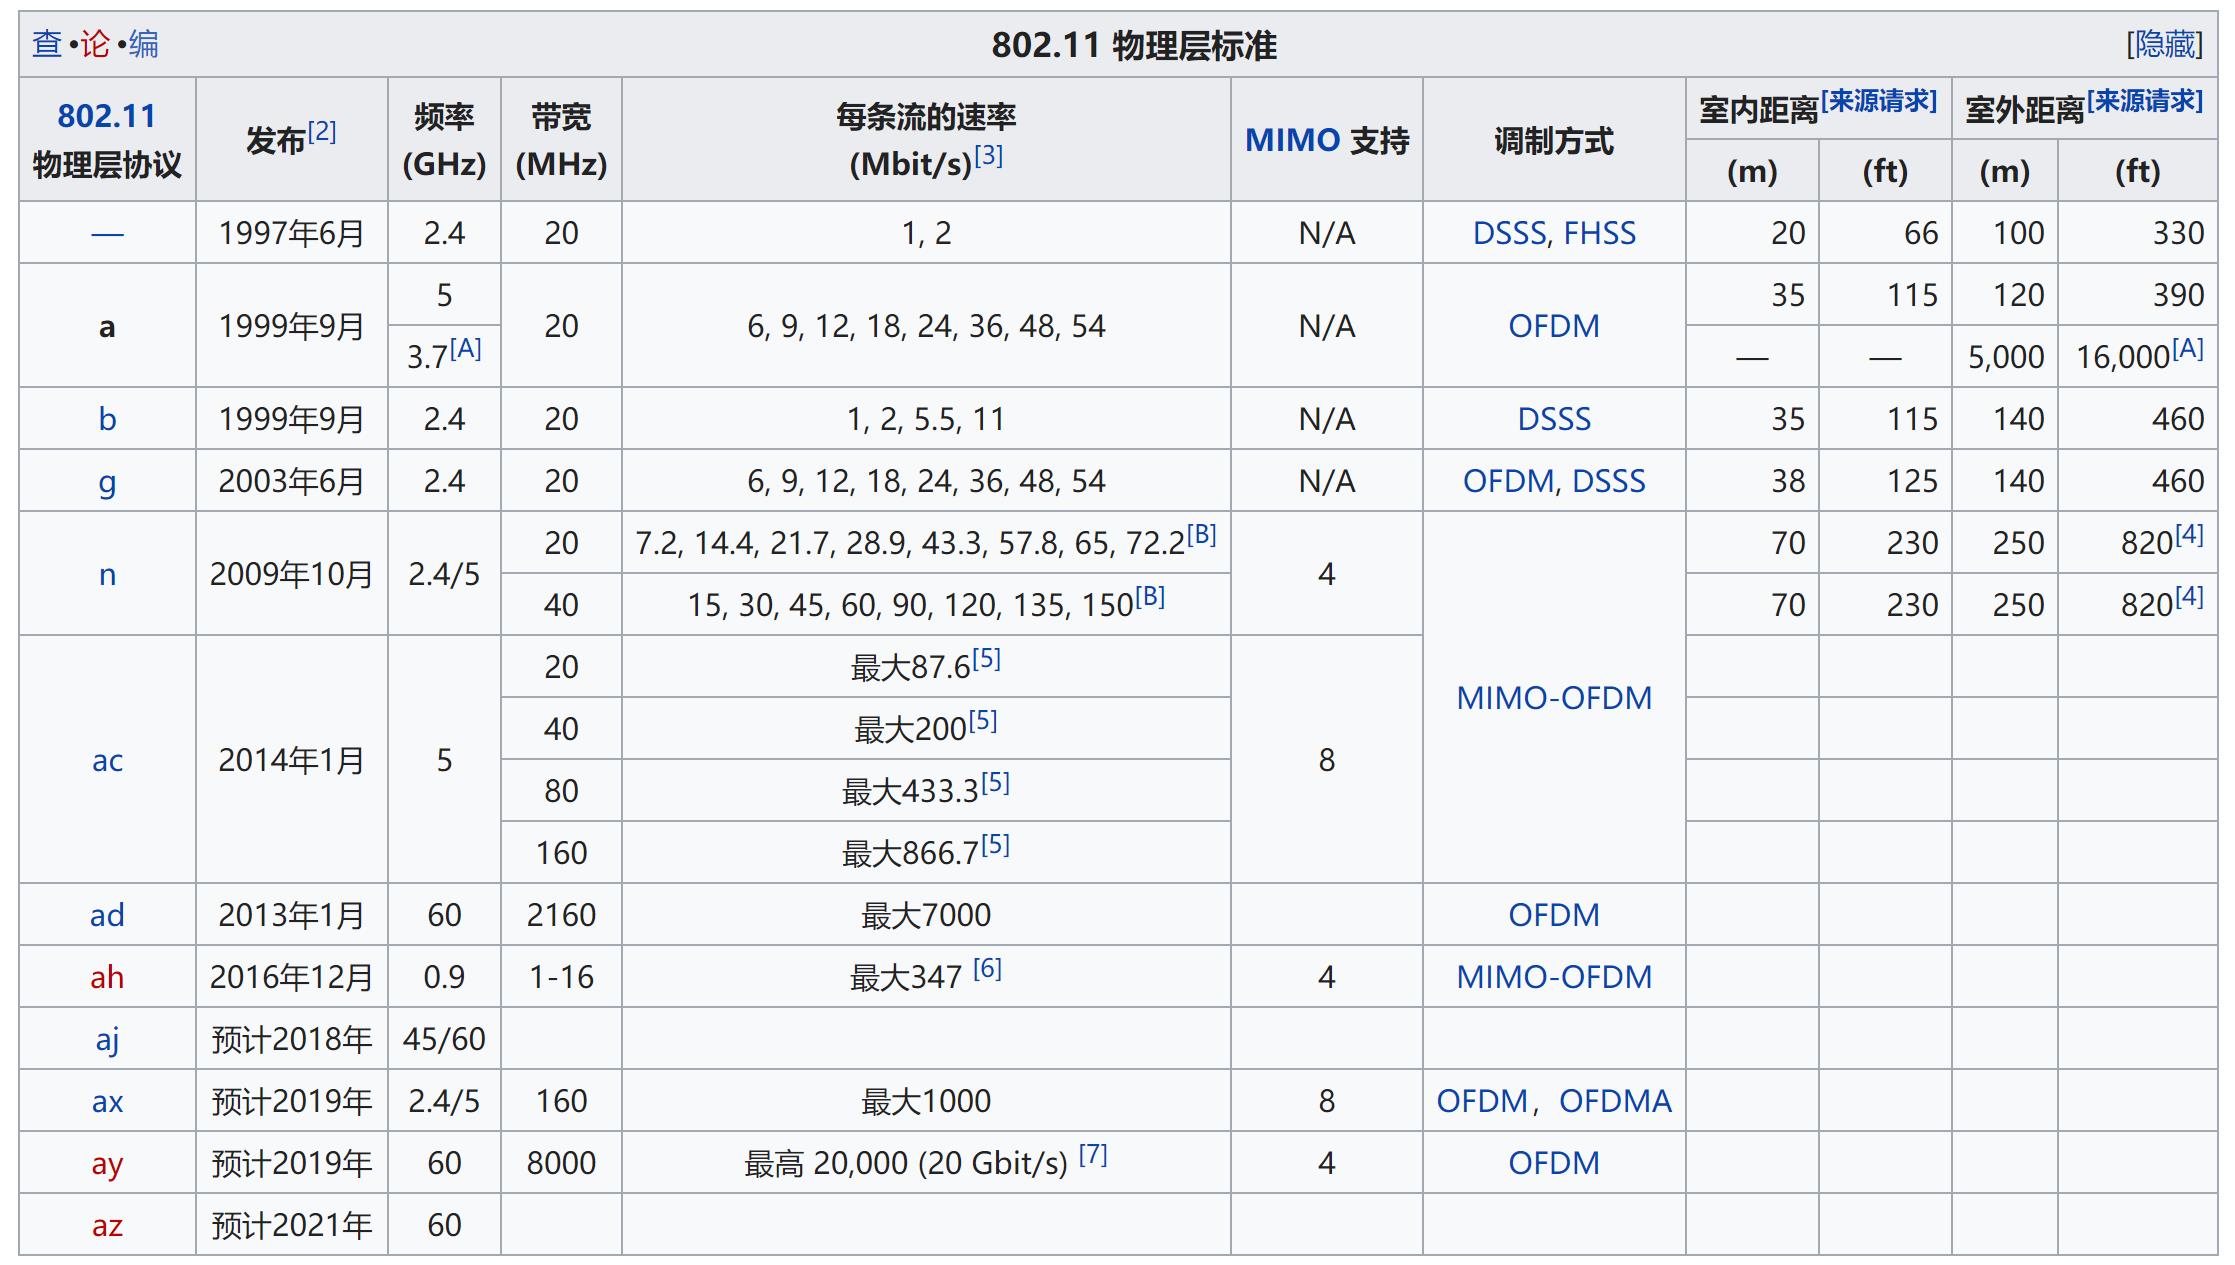 查•论•编 802.11 物理层标准 [隐藏]
802.11 物理层协议 发布[2] 频率 (GHz) 带宽 (MHz) 每条流的速率 (Mbit/s)[3] MIMO 支持 调制方式 室内距离[来源请求] 室外距离[来源请求]
(m) (ft) (m) (ft)
— 1997年6月 2.4 20 1, 2 N/A DSSS, FHSS 20 66 100 330
a 1999年9月 5 20 6, 9, 12, 18, 24, 36, 48, 54 N/A OFDM 35 115 120 390
3.7[A] — — 5,000 16,000[A]
b 1999年9月 2.4 20 1, 2, 5.5, 11 N/A DSSS 35 115 140 460
g 2003年6月 2.4 20 6, 9, 12, 18, 24, 36, 48, 54 N/A OFDM, DSSS 38 125 140 460
n 2009年10月 2.4/5 20 7.2, 14.4, 21.7, 28.9, 43.3, 57.8, 65, 72.2[B] 4 MIMO-OFDM 70 230 250 820[4]
40 15, 30, 45, 60, 90, 120, 135, 150[B] 70 230 250 820[4]
ac 2014年1月 5 20 最大87.6[5] 8
40 最大200[5]
80 最大433.3[5]
160 最大866.7[5]
ad 2013年1月 60 2160 最大7000 OFDM
ah 2016年12月 0.9 1-16 最大347 [6] 4 MIMO-OFDM
aj 预计2018年 45/60
ax 预计2019年 2.4/5 160 最大1000 8 OFDM，OFDMA
ay 预计2019年 60 8000 最高 20,000 (20 Gbit/s) [7] 4 OFDM
az 预计2021年 60